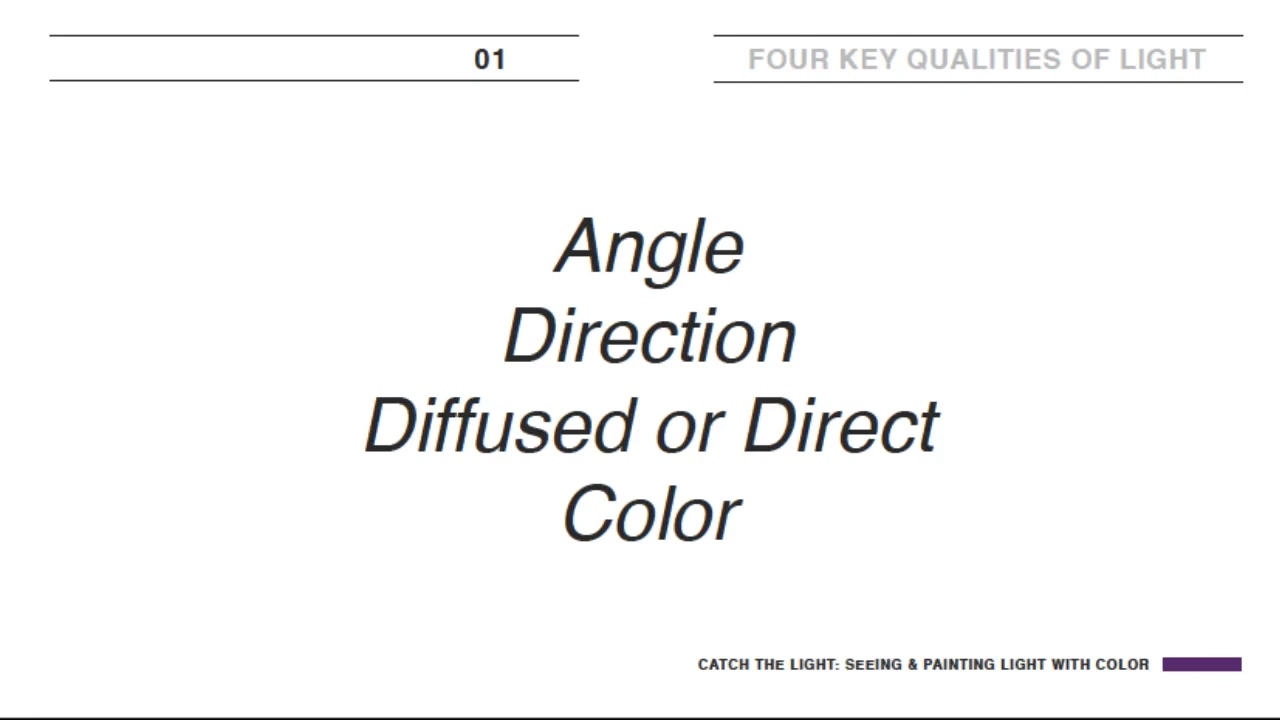 01
FOUR KEY QUALITIES OF LIGHT
Angle
Direction
Diffused or Direct
Color
CATCH THE LIGHT: SEEING & PAINTING LIGHT WITH COLOR